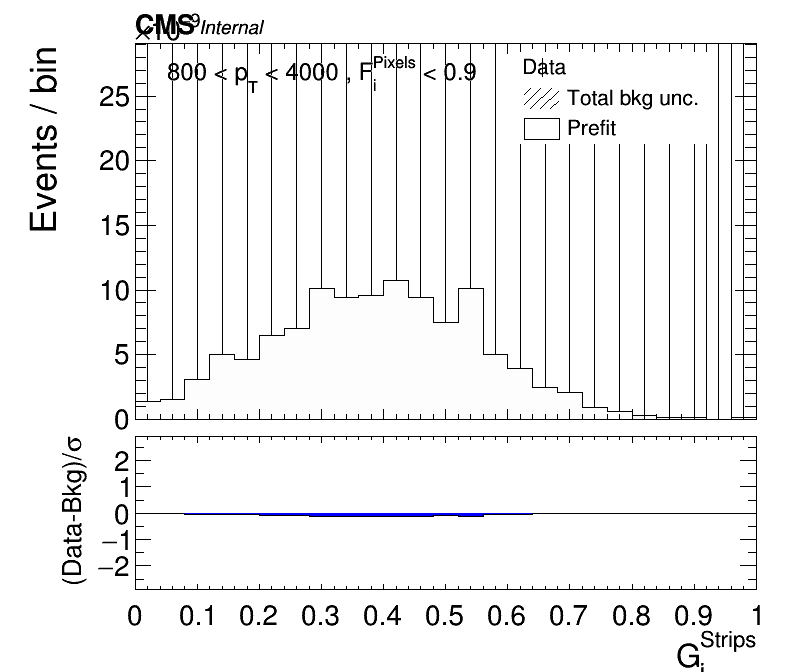 CMS Internal
×10⁻⁹
800 < p_T < 4000 , F_i^Pixels < 0.9
Data
Total bkg unc.
Prefit
Events / bin
25
20
15
10
5
0
(Data-Bkg)/σ
2
1
0
−1
−2
0 0.1 0.2 0.3 0.4 0.5 0.6 0.7 0.8 0.9 1
G_i^Strips